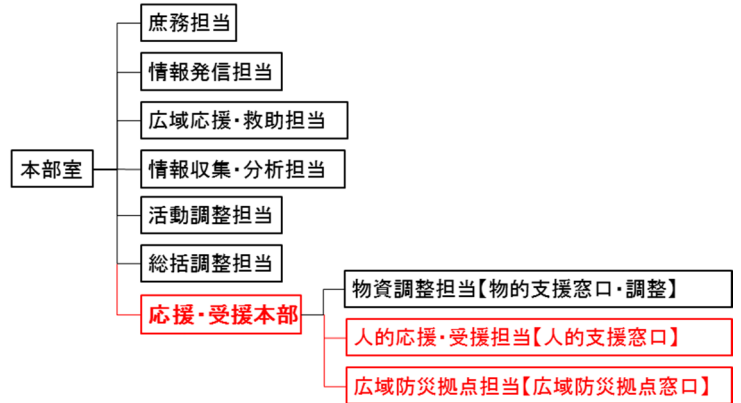 庶務担当
情報発信担当
広域応援・救助担当
本部室
情報収集・分析担当
活動調整担当
総括調整担当
応援・受援本部
物資調整担当【物的支援窓口・調整】
人的応援・受援担当【人的支援窓口】
広域防災拠点担当【広域防災拠点窓口】